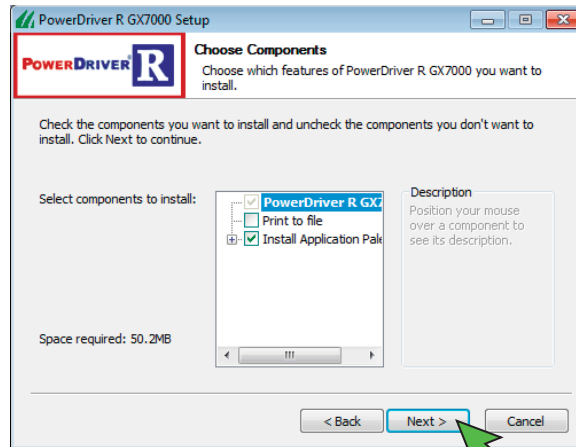 PowerDriver R GX7000 Setup
POWERDRIVER R
Choose Components
Choose which features of PowerDriver R GX7000 you want to
install.
Check the components you want to install and uncheck the components you don't want to
install. Click Next to continue.
Select components to install:
PowerDriver R GX7
Print to file
Install Application Pale
Description
Position your mouse
over a component to
see its description.
Space required: 50.2MB
< Back
Next >
Cancel